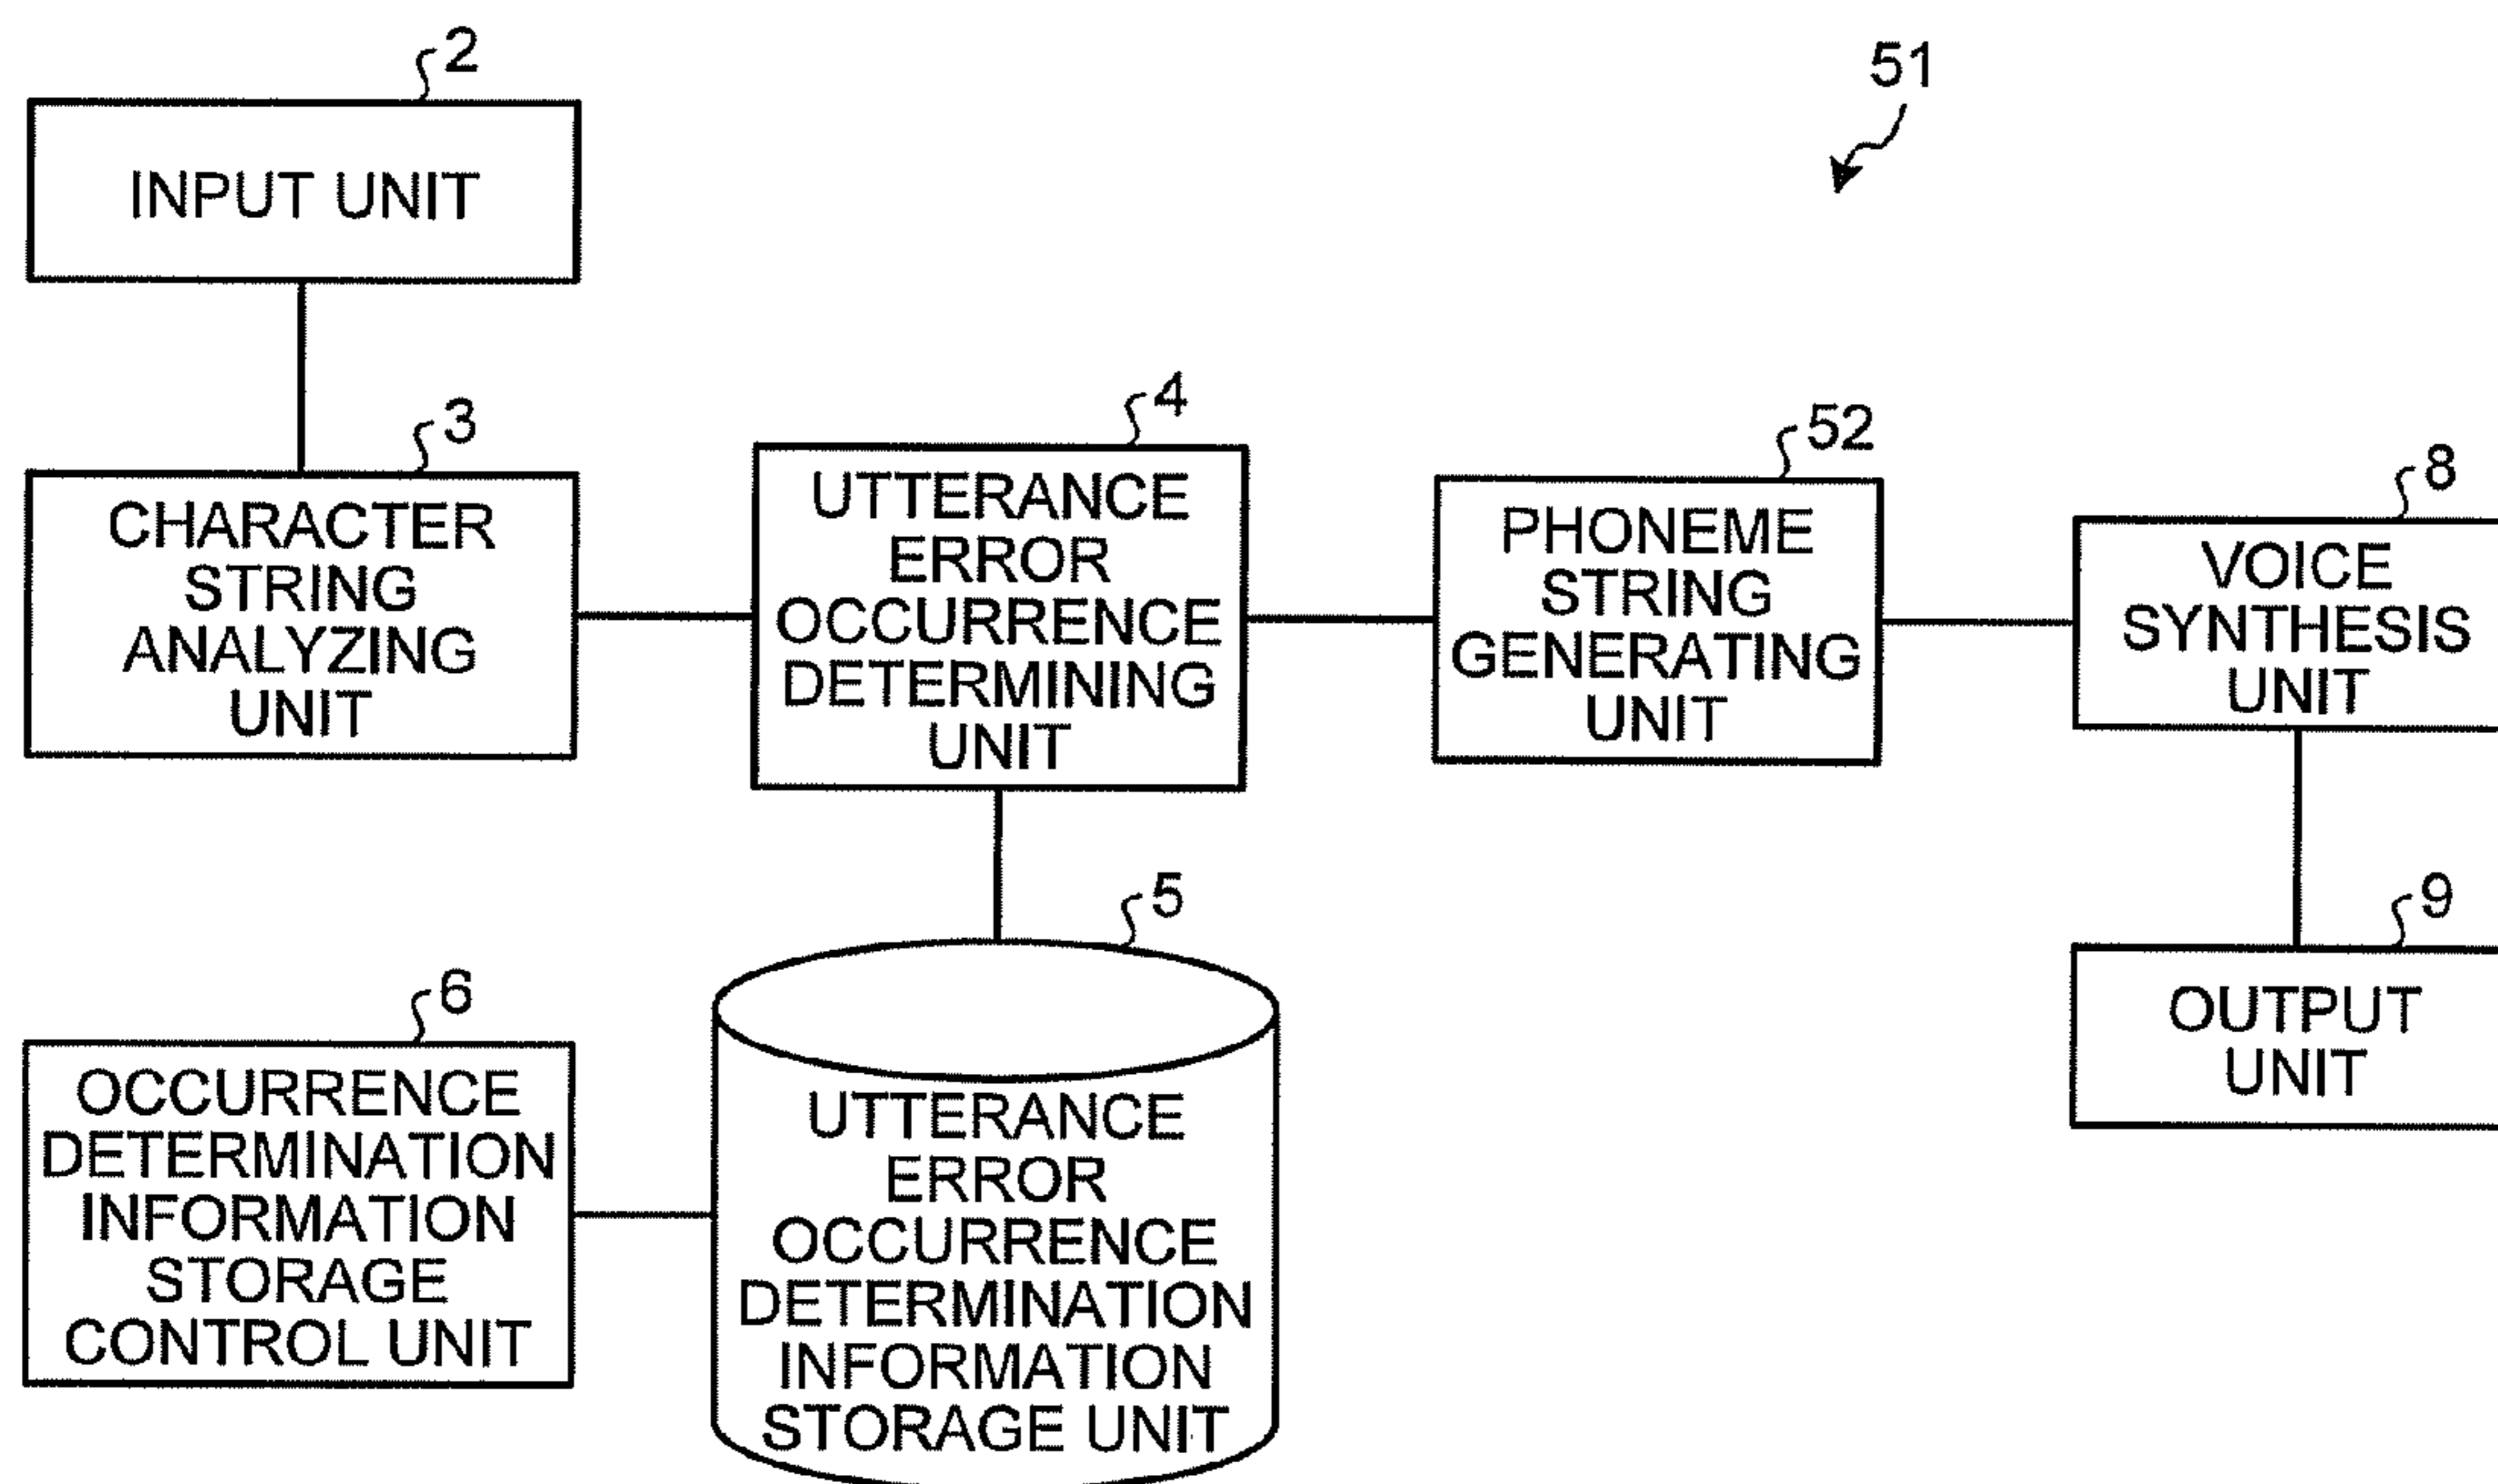 2
51
INPUT UNIT
3
CHARACTER
STRING
ANALYZING
UNIT
4
UTTERANCE
ERROR
OCCURRENCE
DETERMINING
UNIT
52
PHONEME
STRING
GENERATING
UNIT
8
VOICE
SYNTHESIS
UNIT
5
UTTERANCE
ERROR
OCCURRENCE
DETERMINATION
INFORMATION
STORAGE UNIT
9
OUTPUT
UNIT
6
OCCURRENCE
DETERMINATION
INFORMATION
STORAGE
CONTROL UNIT